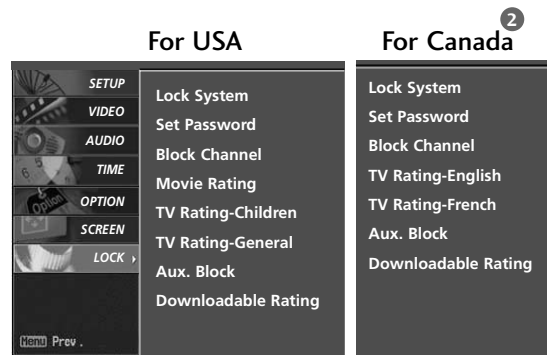 2
For USA
For Canada
SETUP
VIDEO
AUDIO
TIME
OPTION
SCREEN
LOCK
Menu Prev.
Lock System
Set Password
Block Channel
Movie Rating
TV Rating-Children
TV Rating-General
Aux. Block
Downloadable Rating
Lock System
Set Password
Block Channel
TV Rating-English
TV Rating-French
Aux. Block
Downloadable Rating